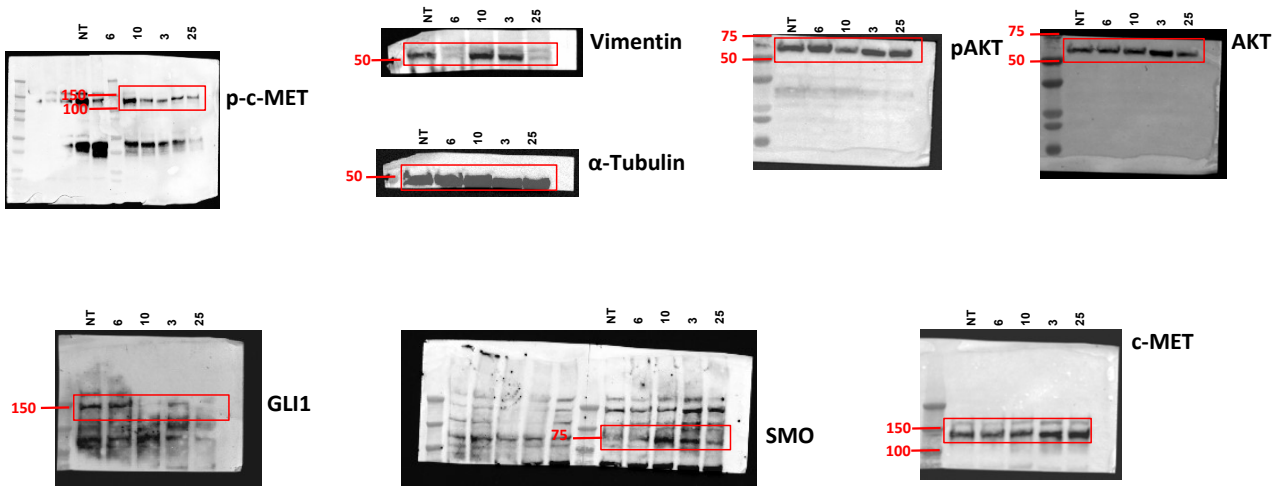 NT 6 10 3 25
150
100
p-c-MET
NT 6 10 3 25
50
Vimentin
NT 6 10 3 25
50
α-Tubulin
NT 6 10 3 25
75
50
pAKT
NT 6 10 3 25
75
50
AKT
NT 6 10 3 25
150
GLI1
NT 6 10 3 25
75
SMO
NT 6 10 3 25
150
100
c-MET